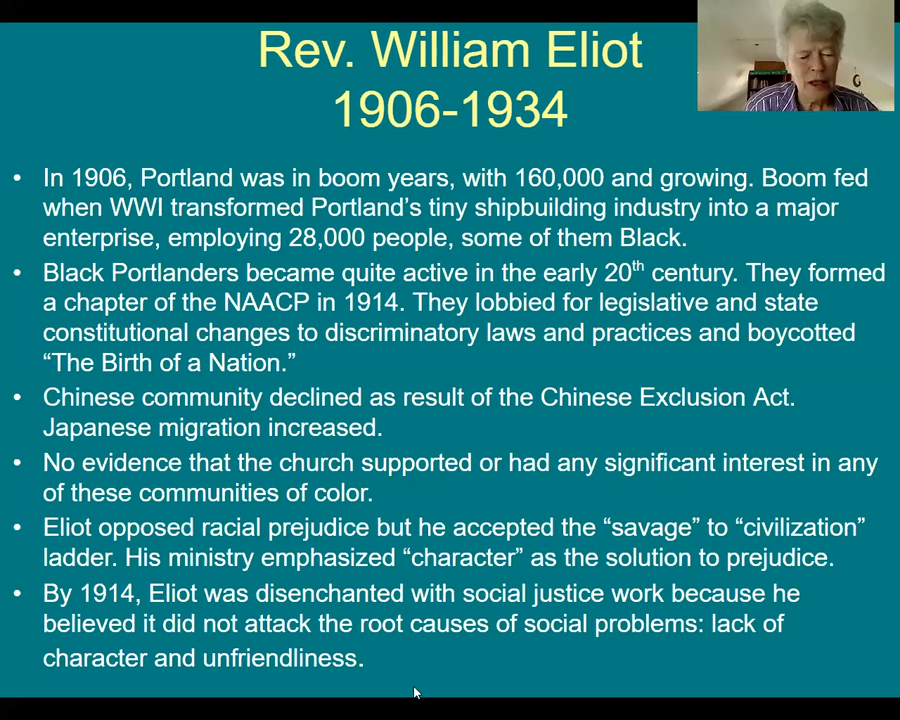 Rev. William Eliot
1906-1934
• In 1906, Portland was in boom years, with 160,000 and growing. Boom fed
when WWI transformed Portland’s tiny shipbuilding industry into a major
enterprise, employing 28,000 people, some of them Black.
• Black Portlanders became quite active in the early 20th century. They formed
a chapter of the NAACP in 1914. They lobbied for legislative and state
constitutional changes to discriminatory laws and practices and boycotted
“The Birth of a Nation.”
• Chinese community declined as result of the Chinese Exclusion Act.
Japanese migration increased.
• No evidence that the church supported or had any significant interest in any
of these communities of color.
• Eliot opposed racial prejudice but he accepted the “savage” to “civilization”
ladder. His ministry emphasized “character” as the solution to prejudice.
• By 1914, Eliot was disenchanted with social justice work because he
believed it did not attack the root causes of social problems: lack of
character and unfriendliness.